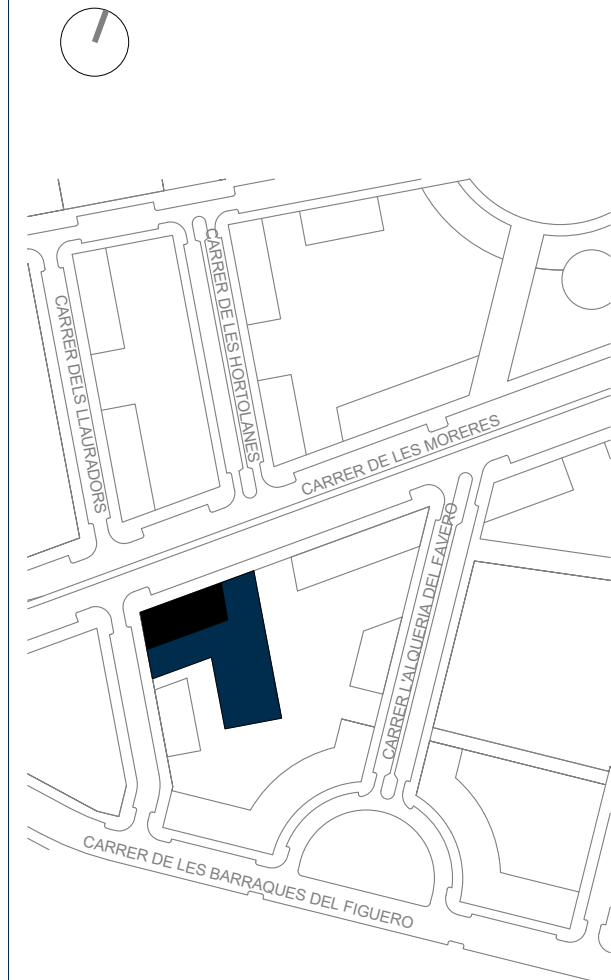 CARRER DELS LLAURADORS
CARRER DE LES HORTOLANES
CARRER DE LES MORERES
CARRER L'ALQUERIA DEL FAVERO
CARRER DE LES BARRAQUES DEL FIGUERO